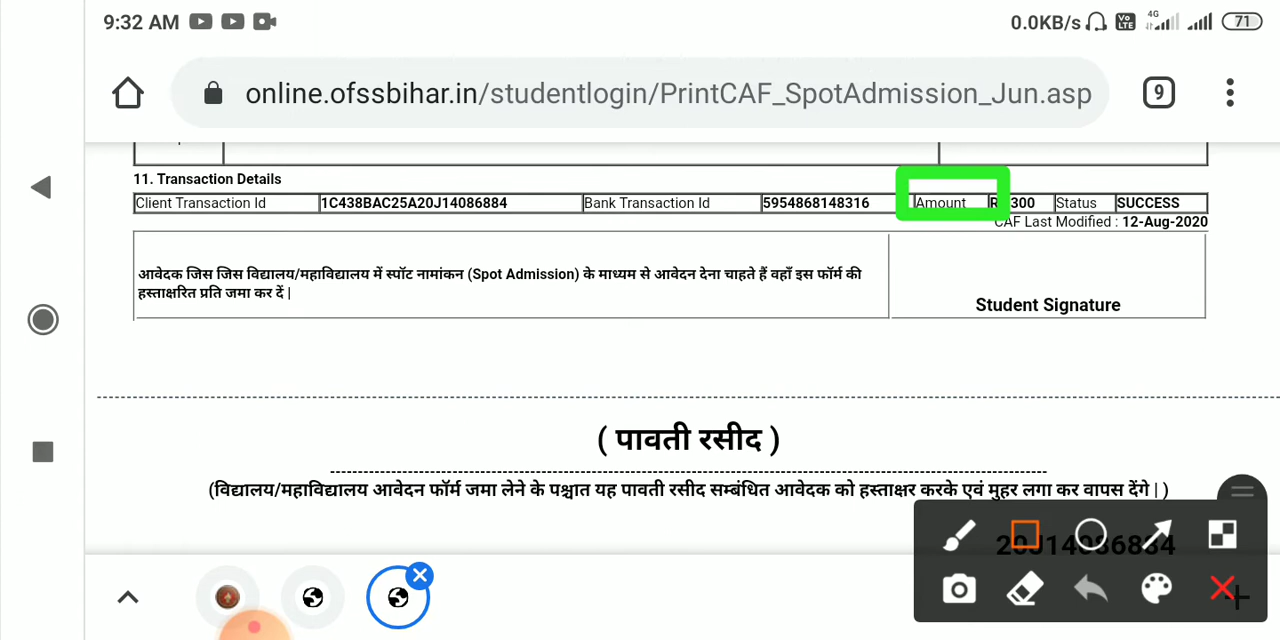 9:32 AM 0.0KB/s Vo LTE 4G 71
online.ofssbihar.in/studentlogin/PrintCAF_SpotAdmission_Jun.asp 9
11. Transaction Details
Client Transaction Id 1C438BAC25A20J14086884 Bank Transaction Id 5954868148316 Amount 300 Status SUCCESS
CAF Last Modified : 12-Aug-2020
आवेदक जिस जिस विद्यालय/महाविद्यालय में स्पॉट नामांकन (Spot Admission) के माध्यम से आवेदन देना चाहते हैं वहाँ इस फॉर्म की
हस्ताक्षरित प्रति जमा कर दें |
Student Signature
( पावती रसीद )
(विद्यालय/महाविद्यालय आवेदन फॉर्म जमा लेने के पश्चात यह पावती रसीद सम्बंधित आवेदक को हस्ताक्षर करके एवं मुहर लगा कर वापस देंगे | )
20J14086884